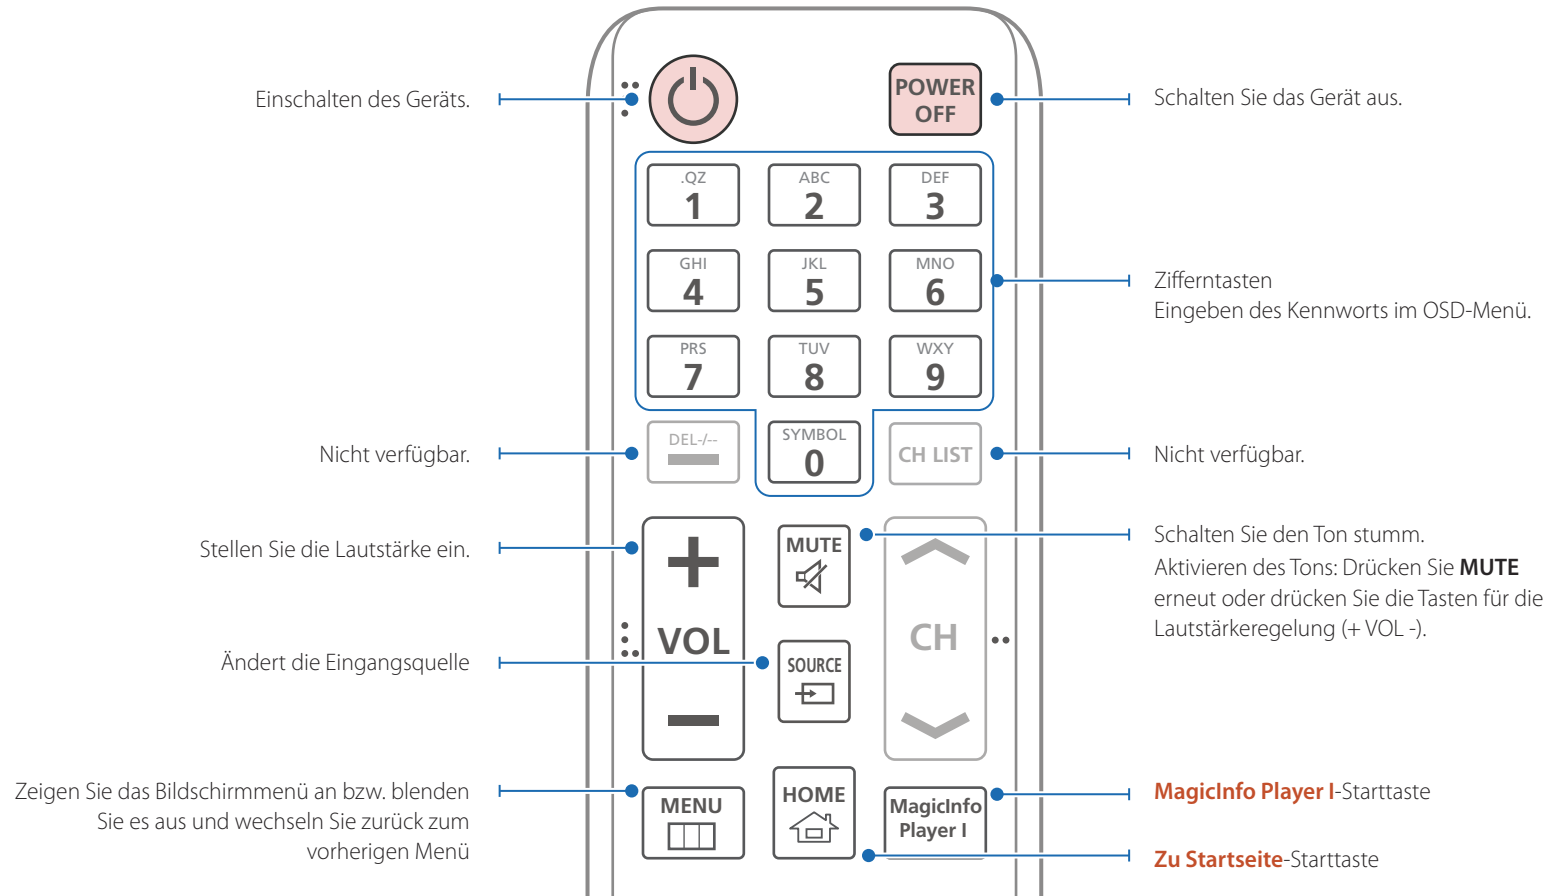 Einschalten des Geräts.
POWER
OFF
Schalten Sie das Gerät aus.
.QZ
1
ABC
2
DEF
3
GHI
4
JKL
5
MNO
6
Zifferntasten
Eingeben des Kennworts im OSD-Menü.
PRS
7
TUV
8
WXY
9
Nicht verfügbar.
DEL-/--
SYMBOL
0
CH LIST
Nicht verfügbar.
Stellen Sie die Lautstärke ein.
VOL
MUTE
CH
Schalten Sie den Ton stumm.
Aktivieren des Tons: Drücken Sie MUTE
erneut oder drücken Sie die Tasten für die
Lautstärkeregelung (+ VOL -).
Ändert die Eingangsquelle
SOURCE
Zeigen Sie das Bildschirmmenü an bzw. blenden
Sie es aus und wechseln Sie zurück zum
vorherigen Menü
MENU
HOME
MagicInfo
Player I
MagicInfo Player I-Starttaste
Zu Startseite-Starttaste